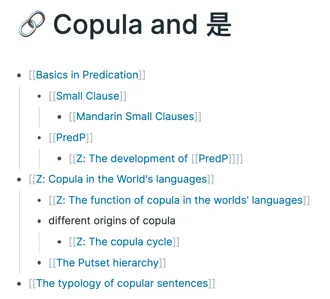 🔗 Copula and 是
[[Basics in Predication]]
[[Small Clause]]
[[Mandarin Small Clauses]]
[[PredP]]
[[Z: The development of [[PredP]]]]
[[Z: Copula in the World's languages]]
[[Z: The function of copula in the worlds' languages]]
different origins of copula
[[Z: The copula cycle]]
[[The Putset hierarchy]]
[[The typology of copular sentences]]